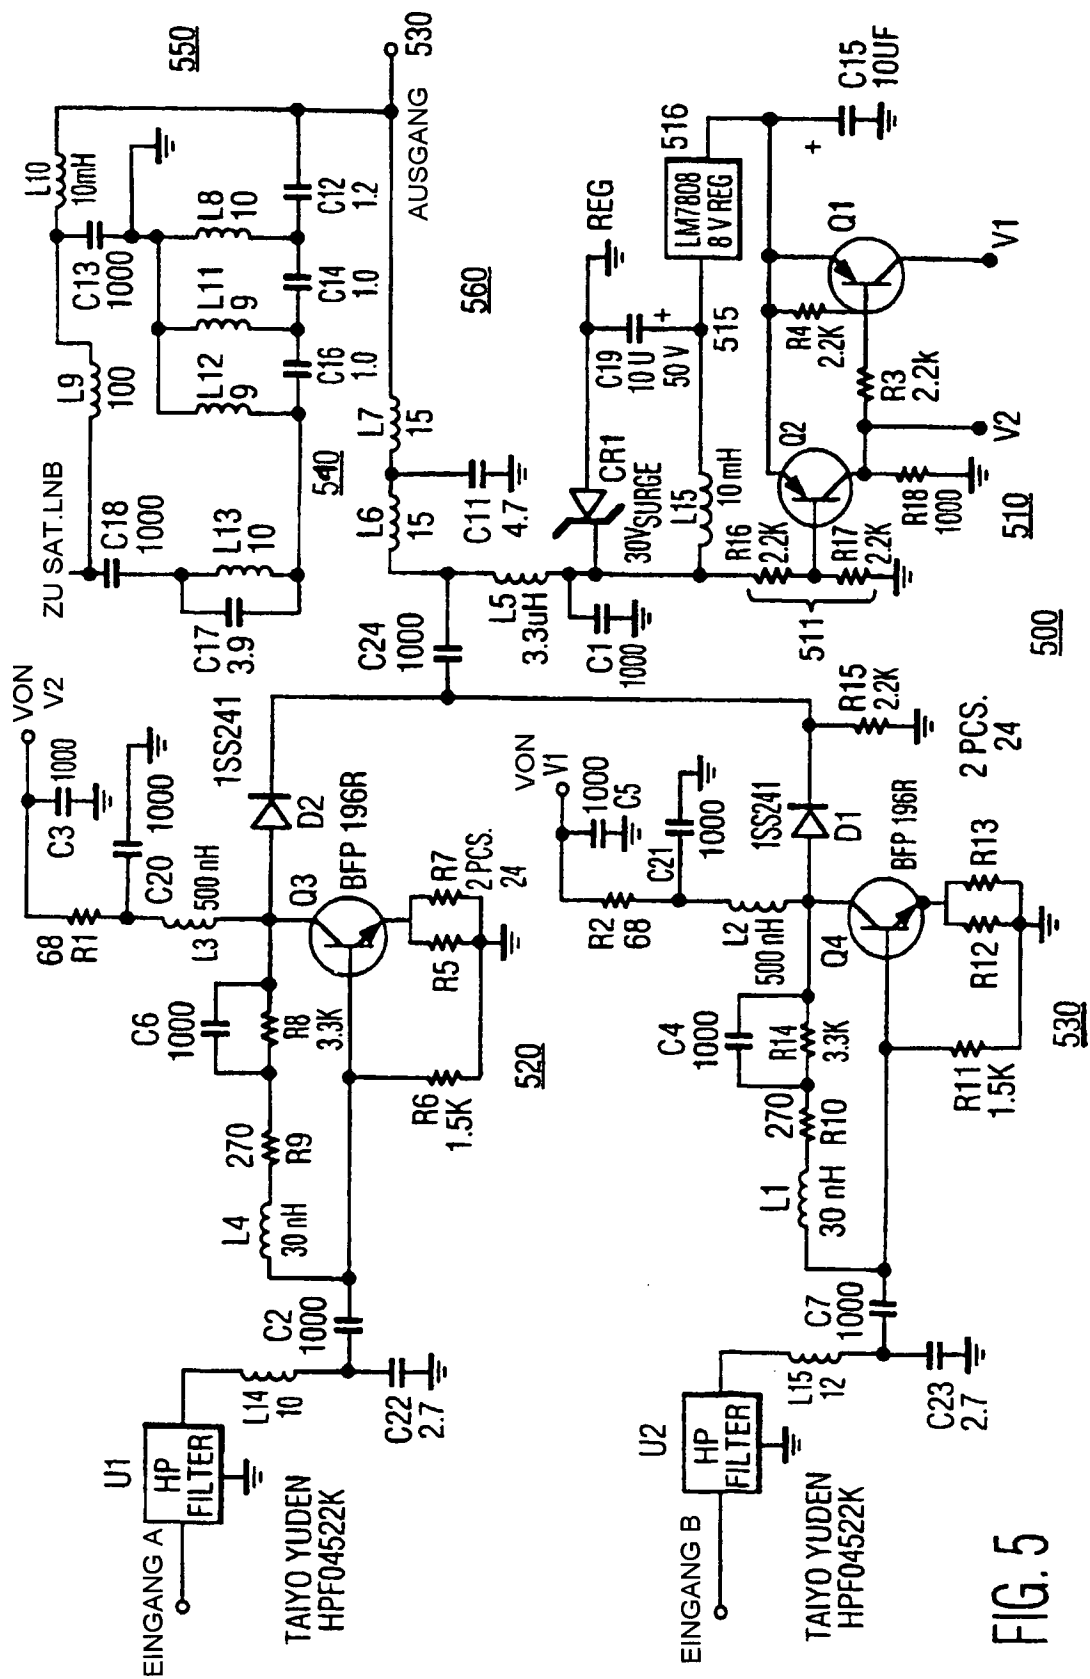 FIG. 5
EINGANG A
U1
HP
FILTER
TAIYO YUDEN
HPF04522K
L14
10
C22
2.7
C2
1000
L4
30 nH
270
R9
C6
1000
R8
3.3K
R6
1.5K
520
68
R1
C3
1000
VON
V2
C20
1000
L3
500 nH
Q3
BFP 196R
R5
R7
2 PCS.
24
1SS241
D2
EINGANG B
U2
HP
FILTER
TAIYO YUDEN
HPF04522K
L15
12
C23
2.7
C7
1000
L1
30 nH
270
R10
C4
1000
R14
3.3K
R11
1.5K
530
R2
68
VON
V1
1000
C5
C21
1000
L2
500 nH
Q4
BFP 196R
R12
R13
2 PCS.
24
1SS241
D1
R15
2.2K
500
C24
1000
ZU SAT.LNB
C18
1000
C17
3.9
L13
10
540
L9
100
L12
9
L11
9
L8
10
C13
1000
L10
10mH
550
C16
1.0
C14
1.0
C12
1.2
530
AUSGANG
560
L6
15
L7
15
C11
4.7
L5
3.3uH
C1
1000
CR1
30V SURGE
REG
C19
10 U
50 V
+
L15
10 mH
515
LM7808
8 V REG
516
+
C15
10UF
511
R16
2.2K
R17
2.2K
Q2
R18
1000
510
V2
R3
2.2k
R4
2.2K
Q1
V1